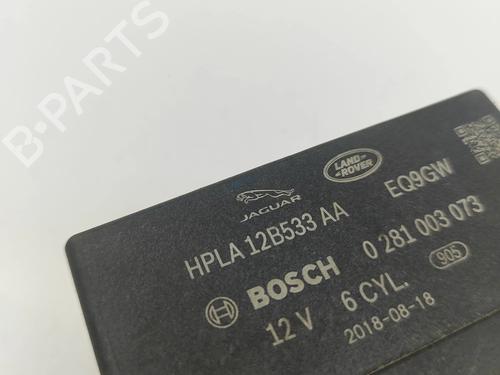 B-PARTS
JAGUAR
LAND-
ROVER
HPLA 12B533 AA
EQ9GW
BOSCH
0 281 003 073
12 V
6 CYL.
905
2018-08-18